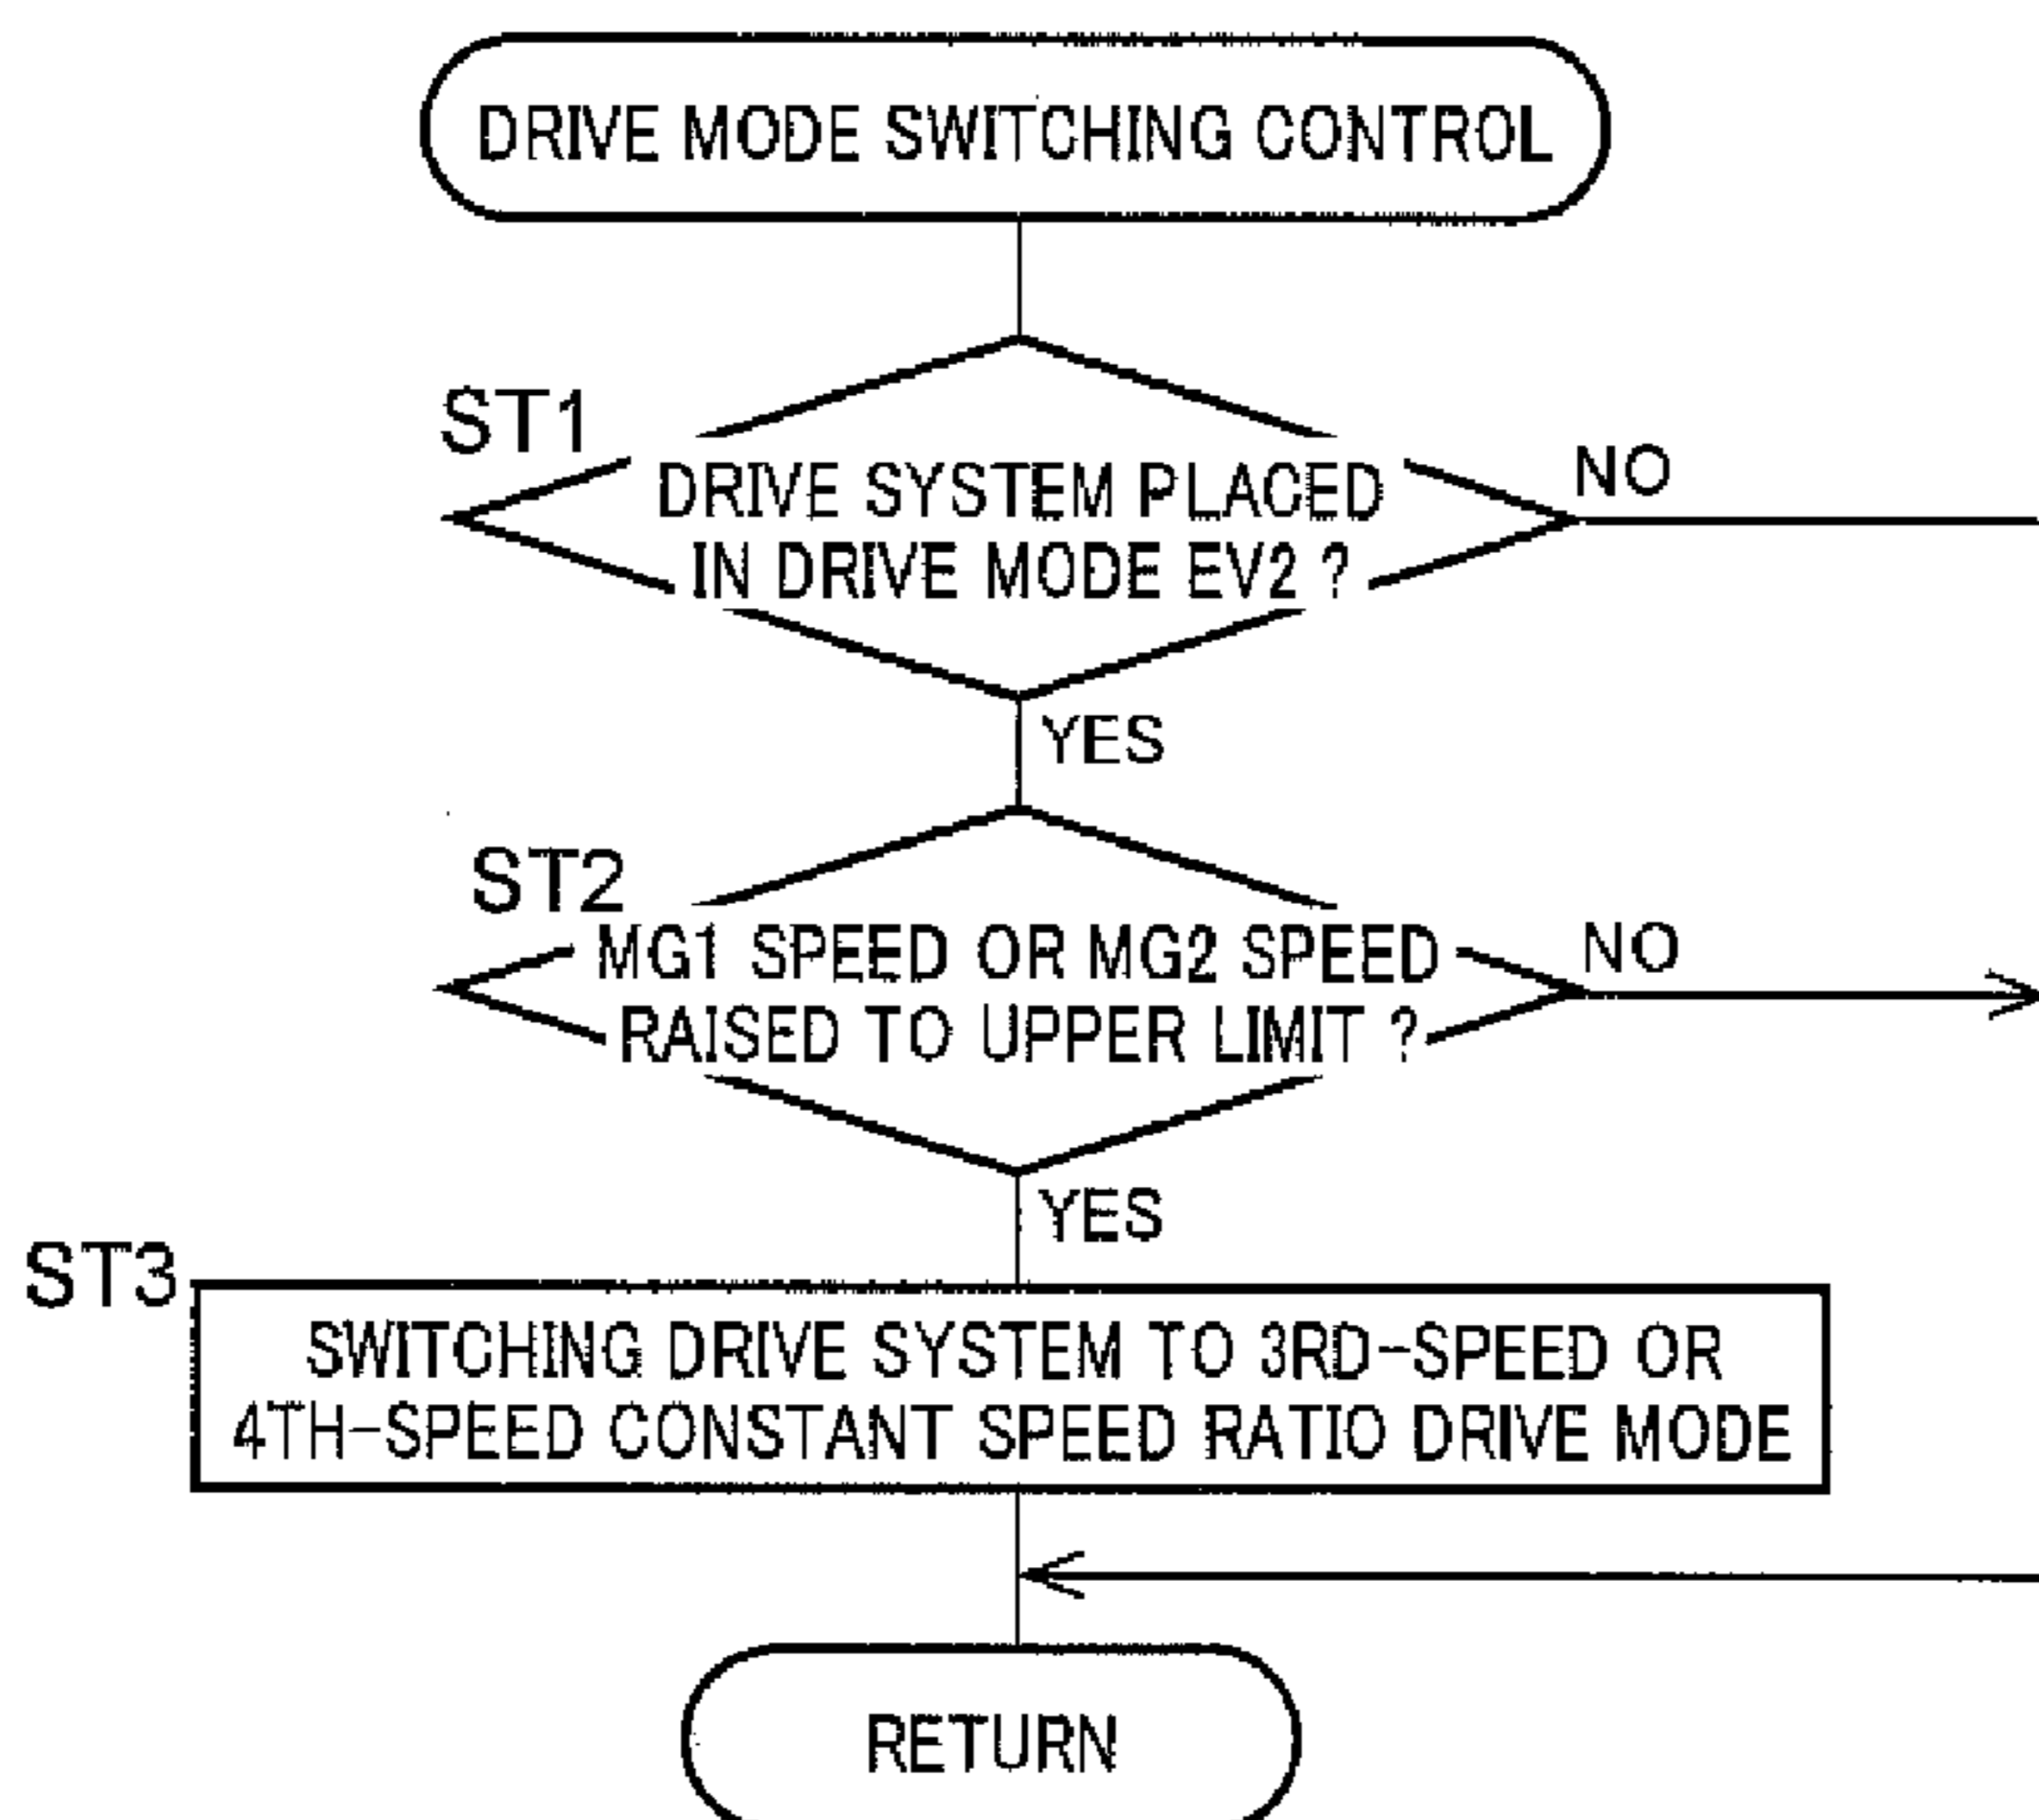 DRIVE MODE SWITCHING CONTROL
ST1
DRIVE SYSTEM PLACED
IN DRIVE MODE EV2 ?
NO
YES
ST2
MG1 SPEED OR MG2 SPEED
RAISED TO UPPER LIMIT ?
NO
YES
ST3
SWITCHING DRIVE SYSTEM TO 3RD-SPEED OR
4TH-SPEED CONSTANT SPEED RATIO DRIVE MODE
RETURN